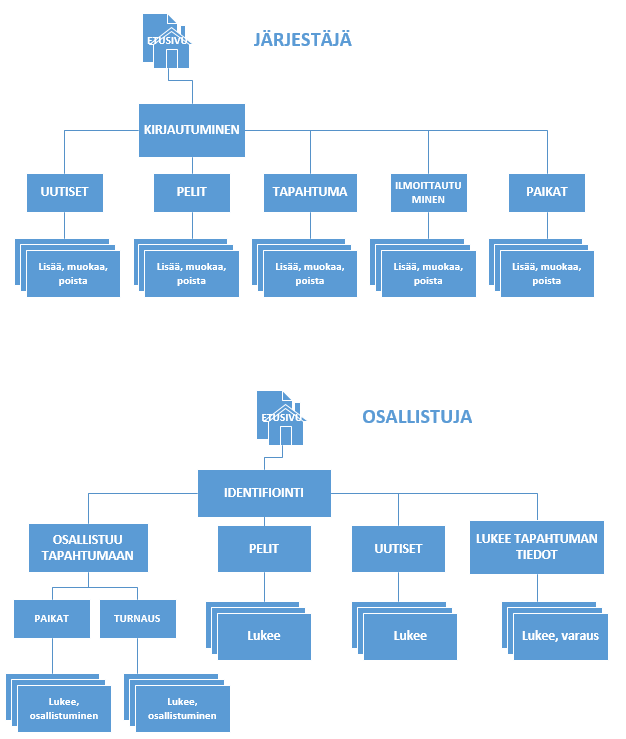 ETUSIVU
JÄRJESTÄJÄ
KIRJAUTUMINEN
UUTISET
PELIT
TAPAHTUMA
ILMOITTAUTU
MINEN
PAIKAT
Lisää, muokaa,
poista
Lisää, muokaa,
poista
Lisää, muokaa,
poista
Lisää, muokaa,
poista
Lisää, muokaa,
poista
ETUSIVU
OSALLISTUJA
IDENTIFIOINTI
OSALLISTUU
TAPAHTUMAAN
PELIT
UUTISET
LUKEE TAPAHTUMAN
TIEDOT
PAIKAT
TURNAUS
Lukee
Lukee
Lukee, varaus
Lukee,
osallistuminen
Lukee,
osallistuminen